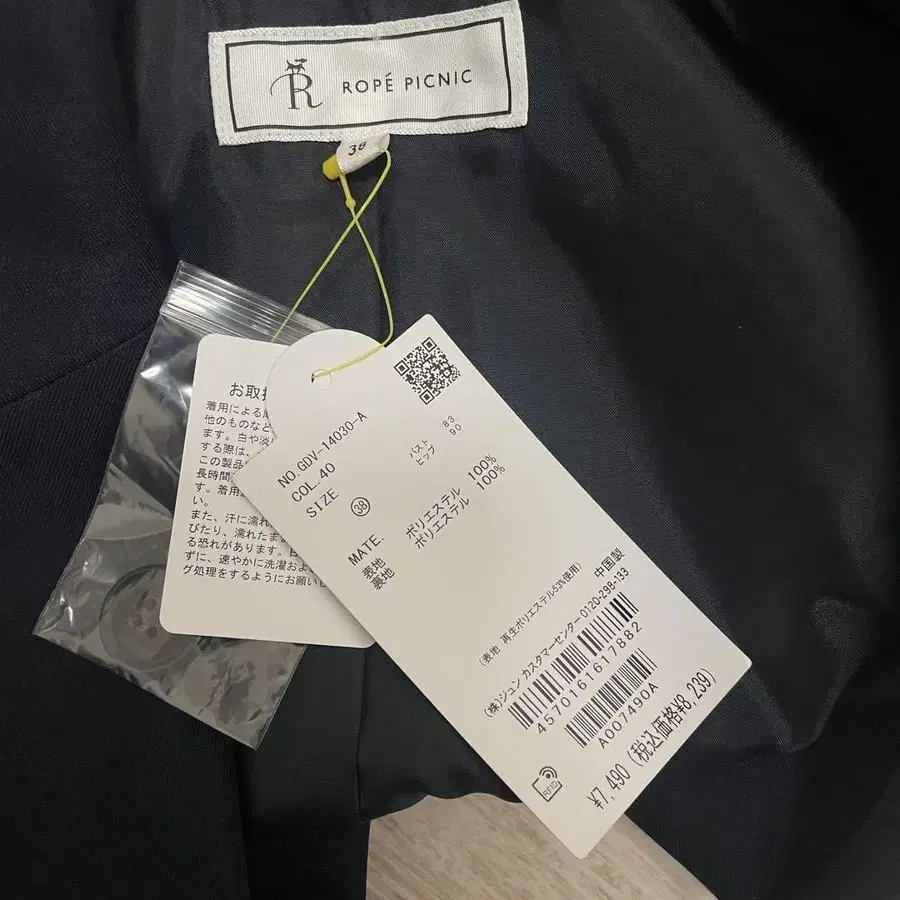 R ROPÉ PICNIC
38
お取扱
着用による
他のものなど
ます。白や淡
する際は、
この製品
長時間
す。着用
い。
また、汗に濡れ
びたり、濡れたま
る恐れがあります。
ずに、速やかに洗濯およ
グ処理をするようにお願いし
NO GDV-14030-A
COL. 40
SIZE 38
バスト 83
ヒップ 90
MATE.
表地 ポリエステル 100%
裏地 ポリエステル 100%
(表地 再生ポリエステル53%使用) 中国製
(株)ジュン カスタマーセンター 0120-298-133
4570161617882
A007490A
RFID
¥7,490 (税込価格¥8,239)